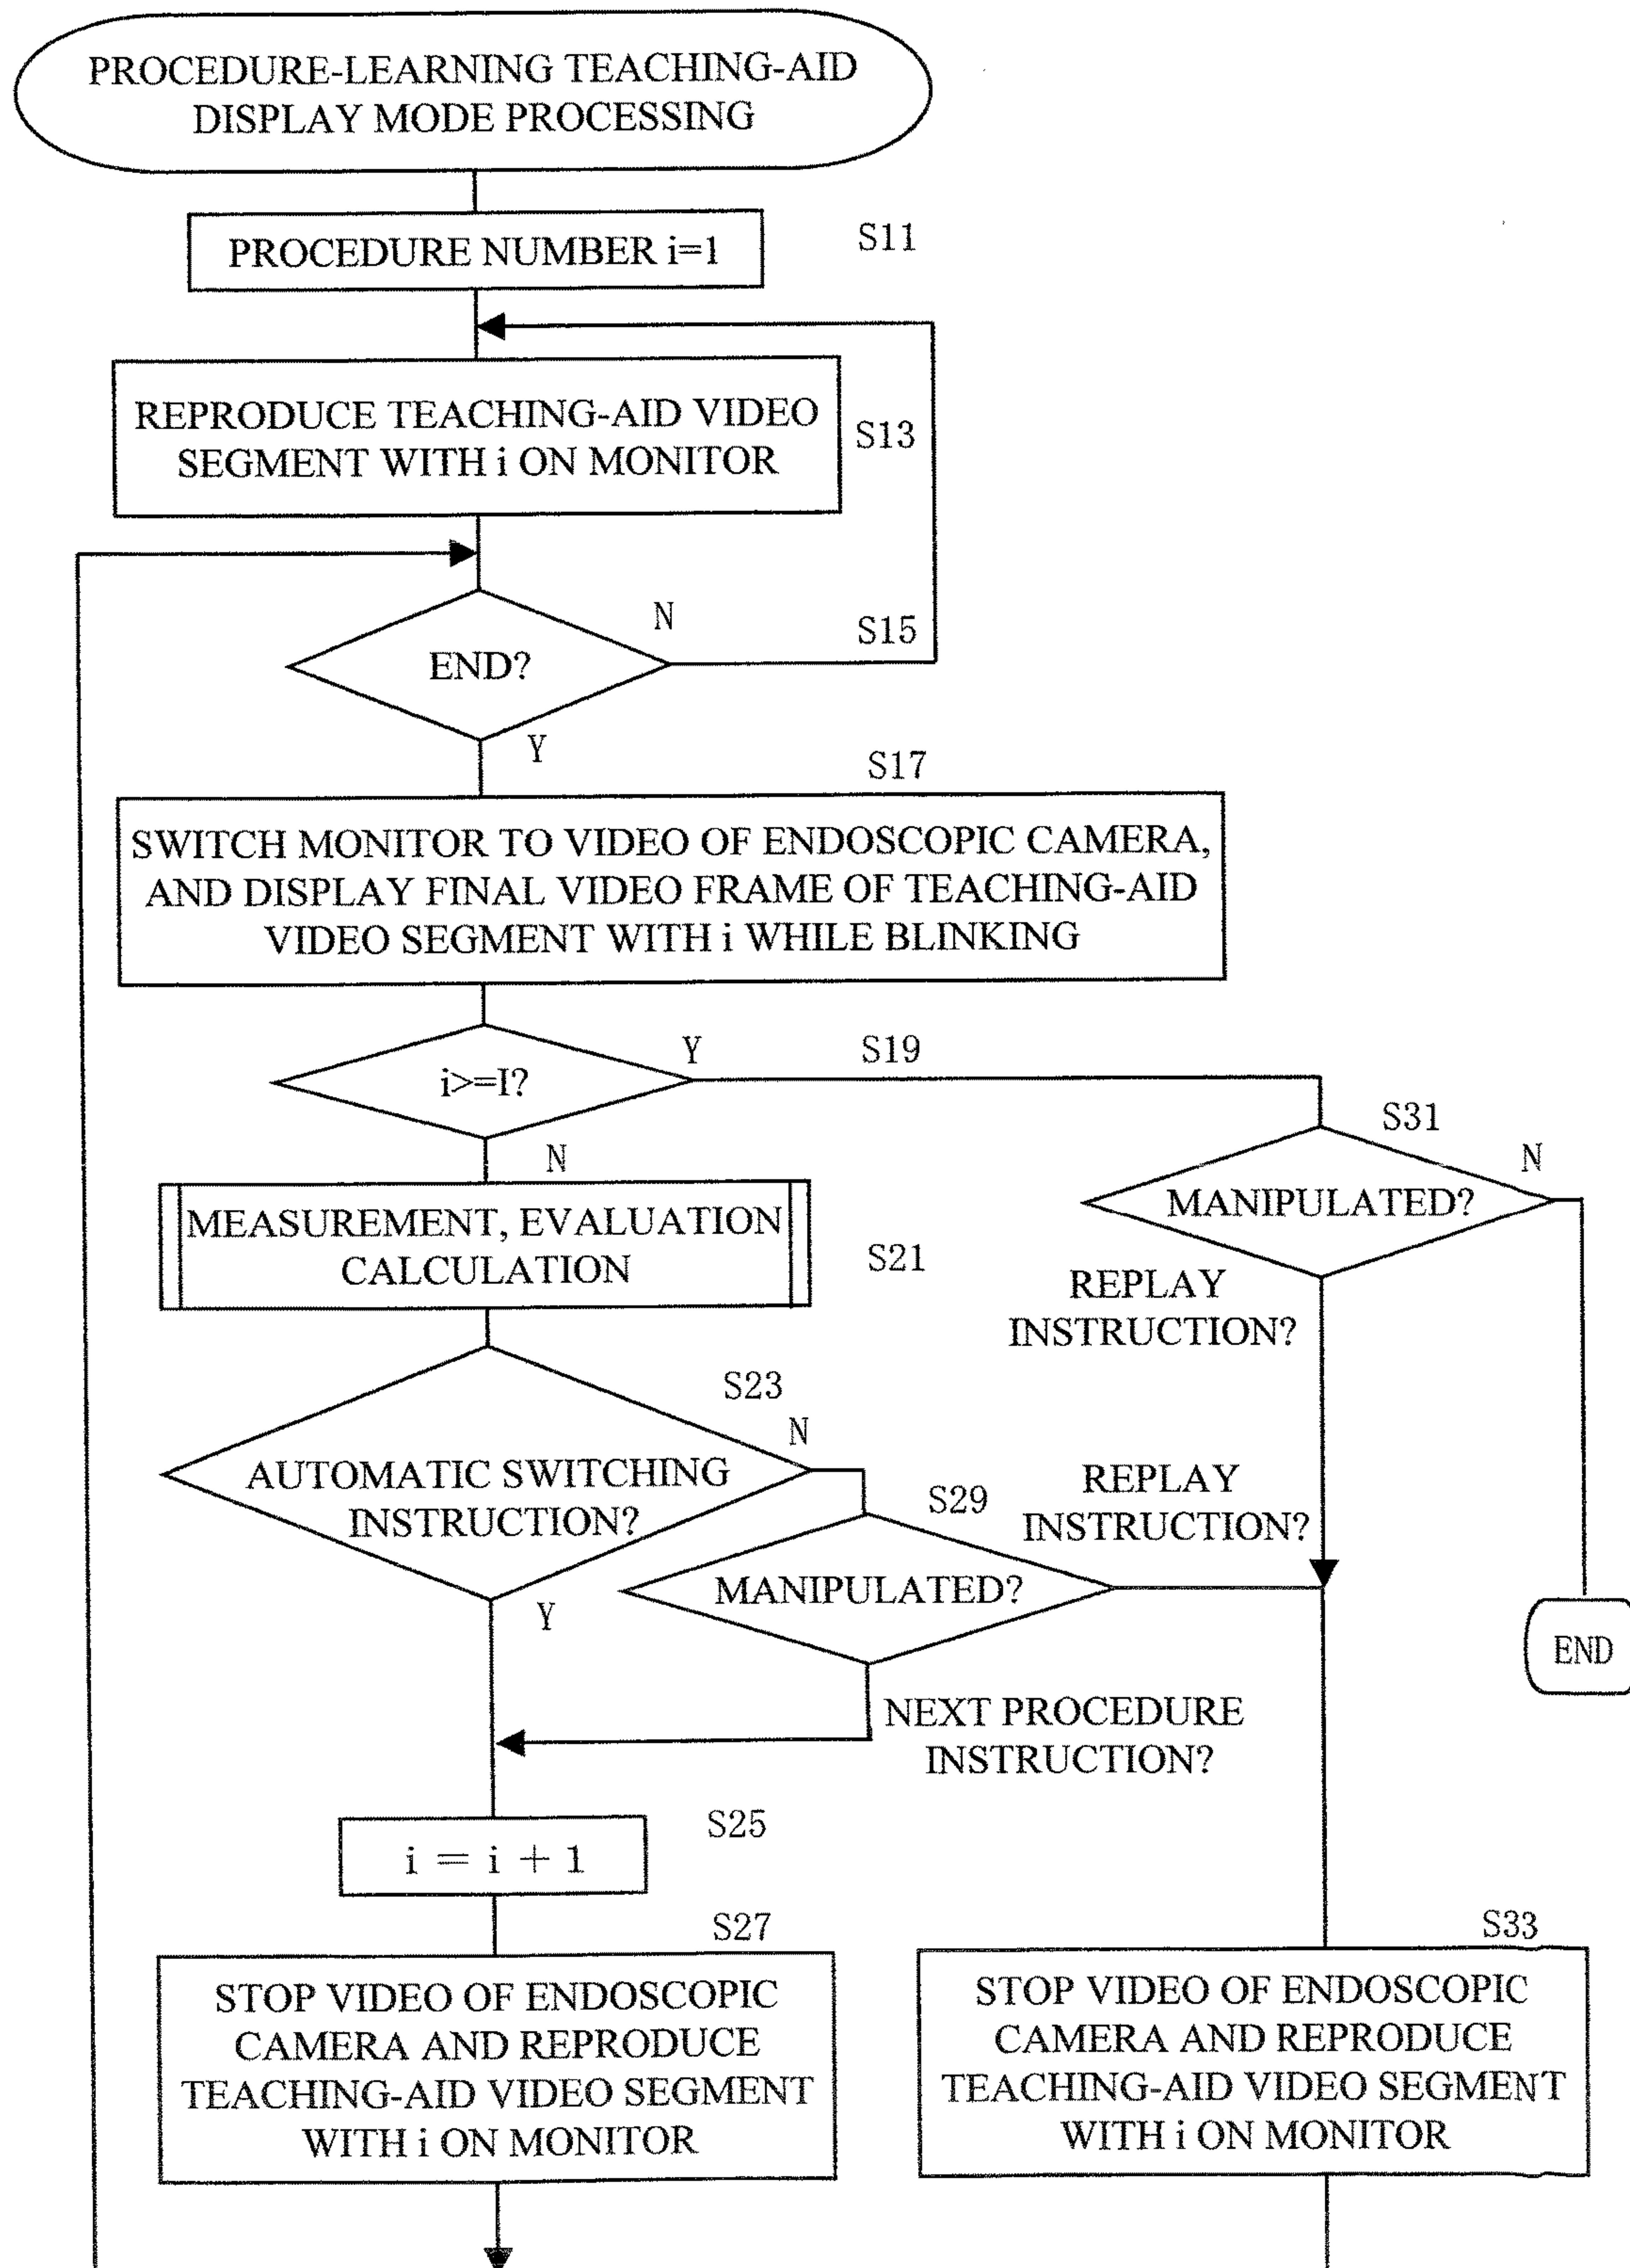 PROCEDURE-LEARNING TEACHING-AID
DISPLAY MODE PROCESSING
PROCEDURE NUMBER i=1
S11
REPRODUCE TEACHING-AID VIDEO
SEGMENT WITH i ON MONITOR
S13
END?
N
S15
Y
S17
SWITCH MONITOR TO VIDEO OF ENDOSCOPIC CAMERA,
AND DISPLAY FINAL VIDEO FRAME OF TEACHING-AID
VIDEO SEGMENT WITH i WHILE BLINKING
i>=I?
Y
S19
N
S31
MANIPULATED?
N
MEASUREMENT, EVALUATION
CALCULATION
S21
REPLAY
INSTRUCTION?
S23
AUTOMATIC SWITCHING
INSTRUCTION?
N
Y
S29
MANIPULATED?
REPLAY
INSTRUCTION?
END
NEXT PROCEDURE
INSTRUCTION?
S25
i = i + 1
S27
STOP VIDEO OF ENDOSCOPIC
CAMERA AND REPRODUCE
TEACHING-AID VIDEO SEGMENT
WITH i ON MONITOR
S33
STOP VIDEO OF ENDOSCOPIC
CAMERA AND REPRODUCE
TEACHING-AID VIDEO SEGMENT
WITH i ON MONITOR